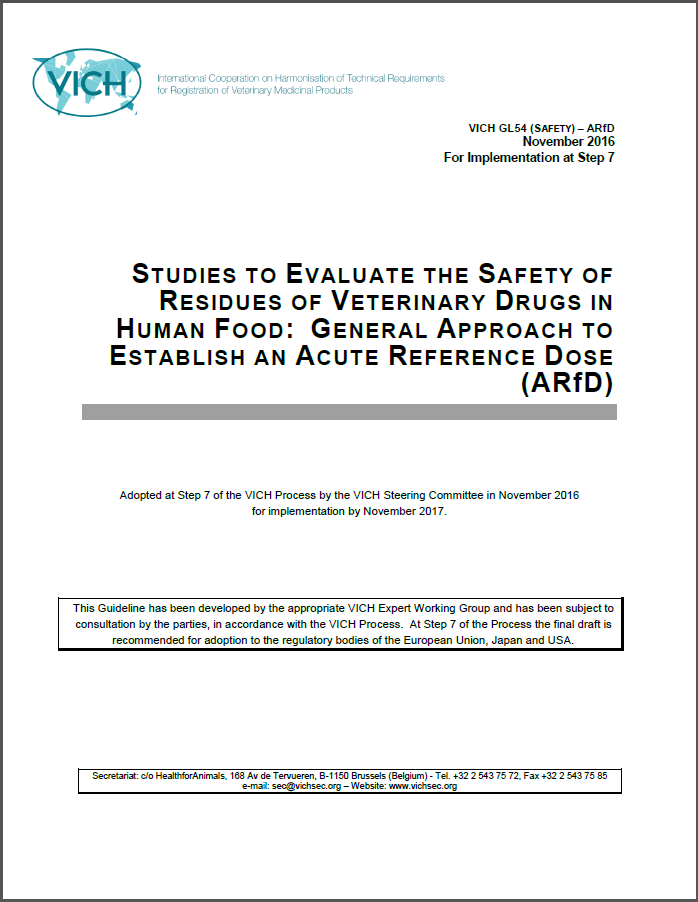 VICH
International Cooperation on Harmonisation of Technical Requirements
for Registration of Veterinary Medicinal Products
VICH GL54 (SAFETY) – ARfD
November 2016
For Implementation at Step 7
STUDIES TO EVALUATE THE SAFETY OF
RESIDUES OF VETERINARY DRUGS IN
HUMAN FOOD: GENERAL APPROACH TO
ESTABLISH AN ACUTE REFERENCE DOSE
(ARfD)
Adopted at Step 7 of the VICH Process by the VICH Steering Committee in November 2016
for implementation by November 2017.
This Guideline has been developed by the appropriate VICH Expert Working Group and has been subject to
consultation by the parties, in accordance with the VICH Process. At Step 7 of the Process the final draft is
recommended for adoption to the regulatory bodies of the European Union, Japan and USA.
Secretariat: c/o HealthforAnimals, 168 Av de Tervueren, B-1150 Brussels (Belgium) - Tel. +32 2 543 75 72, Fax +32 2 543 75 85
e-mail: sec@vichsec.org – Website: www.vichsec.org